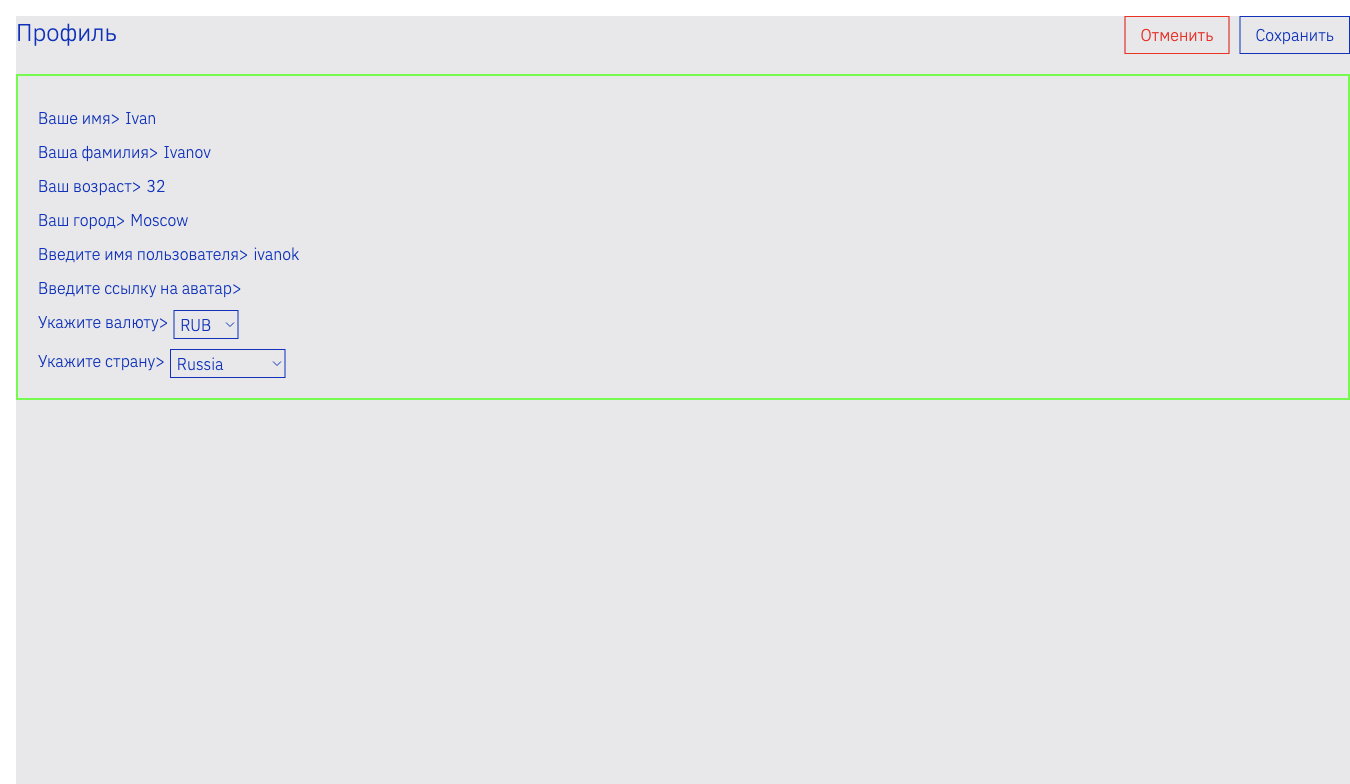 Профиль
Отменить
Сохранить
Ваше имя> Ivan
Ваша фамилия> Ivanov
Ваш возраст> 32
Ваш город> Moscow
Введите имя пользователя> ivanok
Введите ссылку на аватар>
Укажите валюту> RUB
Укажите страну> Russia